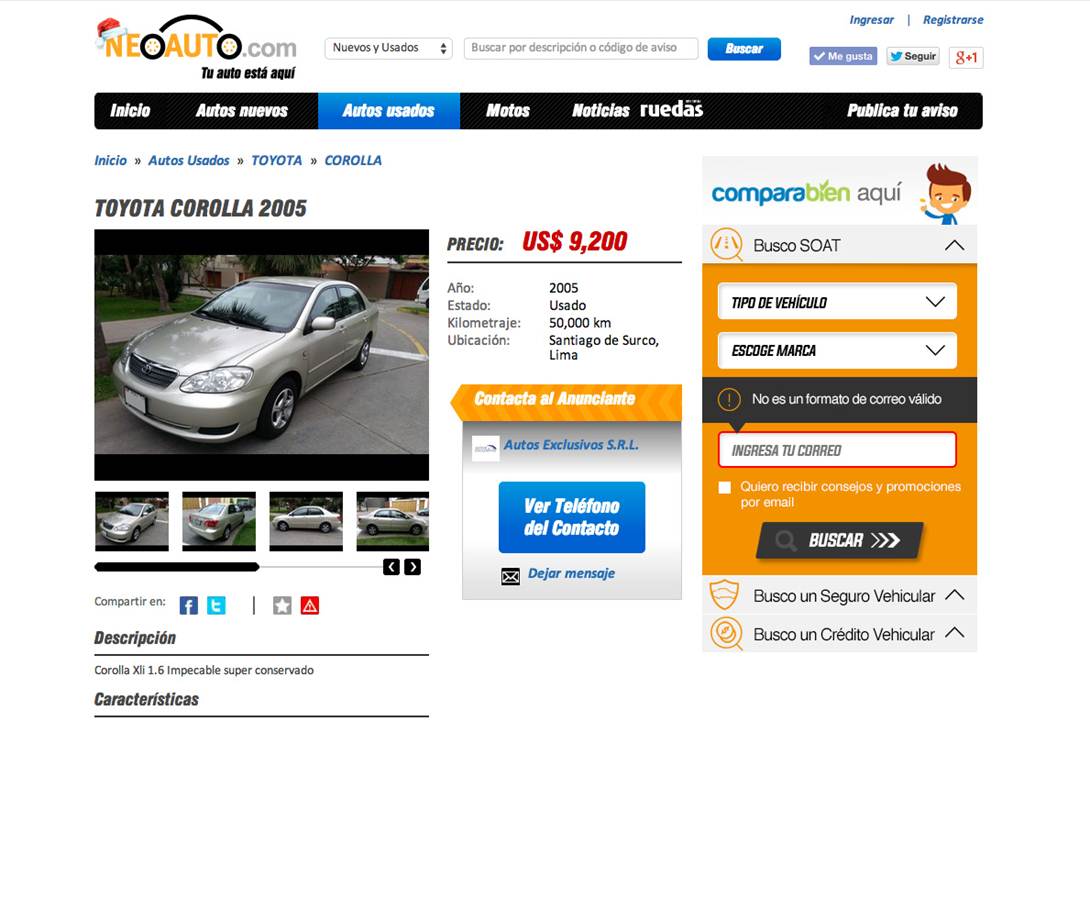 Ingresar | Registrarse
NEOAUTO.com
Tu auto está aquí
Nuevos y Usados
Buscar por descripción o código de aviso
Buscar
Me gusta
Seguir
g+1
Inicio
Autos nuevos
Autos usados
Motos
Noticias ruedas
Publica tu aviso
Inicio » Autos Usados » TOYOTA » COROLLA
TOYOTA COROLLA 2005
PRECIO: US$ 9,200
Año: 2005
Estado: Usado
Kilometraje: 50,000 km
Ubicación: Santiago de Surco,
Lima
Contacta al Anunciante
Autos Exclusivos S.R.L.
Ver Teléfono
del Contacto
Dejar mensaje
Compartir en:
Descripción
Corolla Xli 1.6 Impecable super conservado
Características
comparabien aquí
Busco SOAT
TIPO DE VEHÍCULO
ESCOGE MARCA
No es un formato de correo válido
INGRESA TU CORREO
Quiero recibir consejos y promociones
por email
BUSCAR
Busco un Seguro Vehicular
Busco un Crédito Vehicular